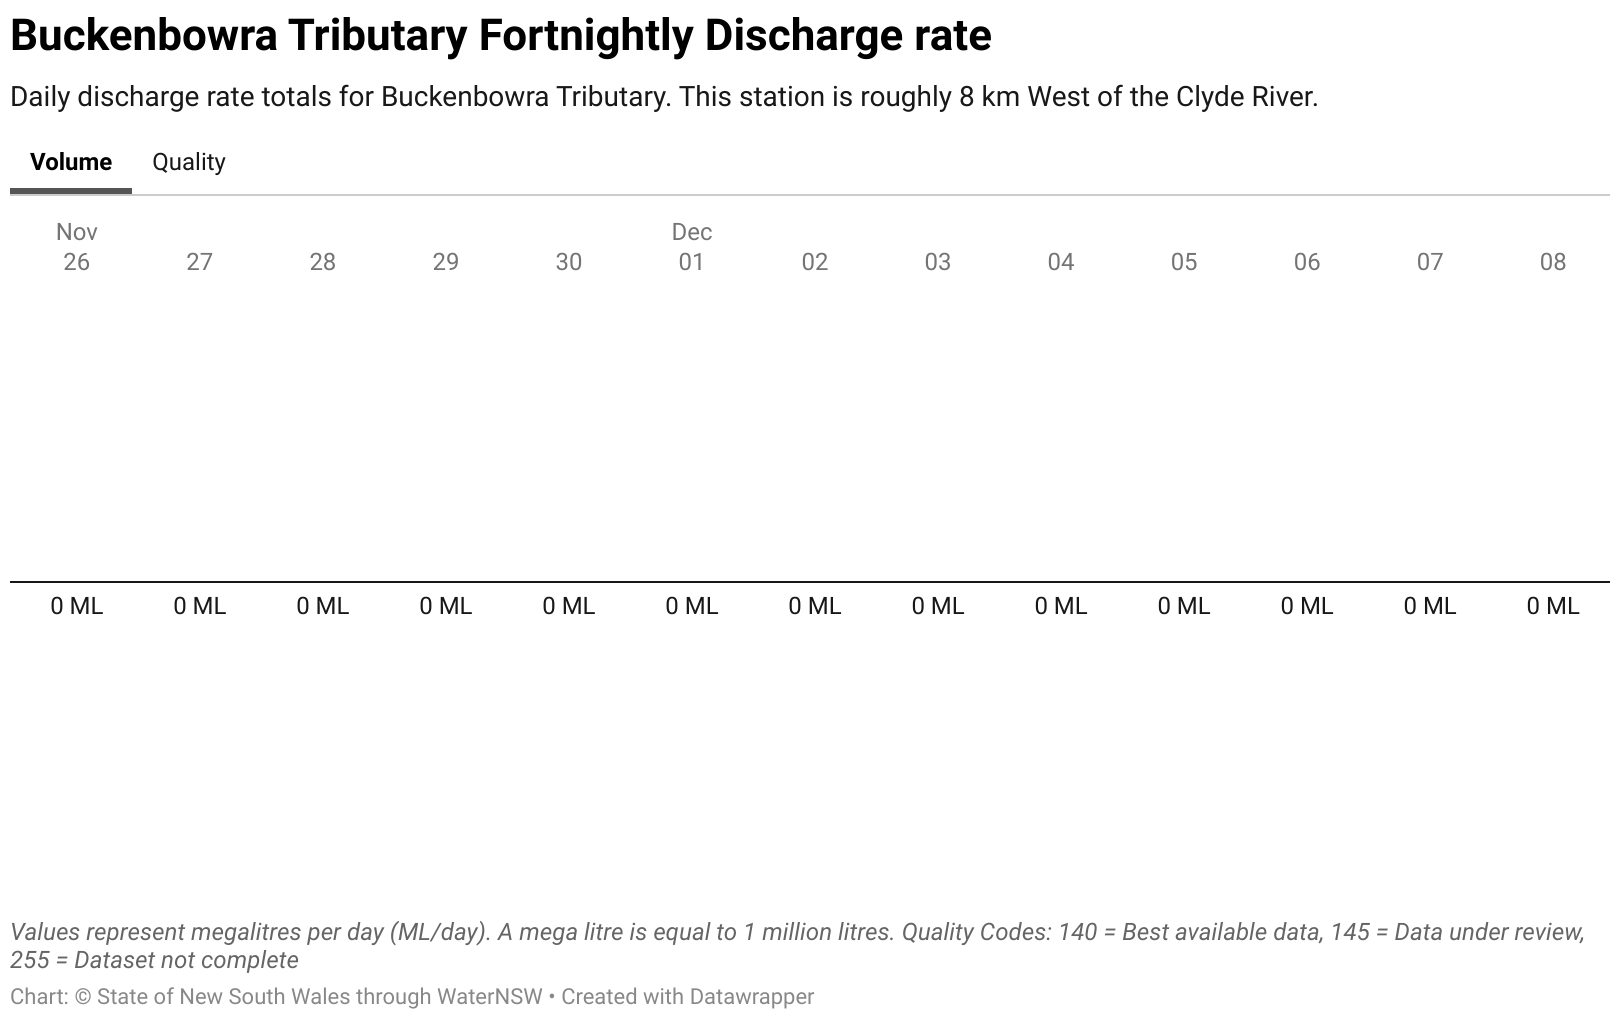 Buckenbowra Tributary Fortnightly Discharge rate
Daily discharge rate totals for Buckenbowra Tributary. This station is roughly 8 km West of the Clyde River.
Volume Quality
Nov Dec
26 27 28 29 30 01 02 03 04 05 06 07 08
0 ML 0 ML 0 ML 0 ML 0 ML 0 ML 0 ML 0 ML 0 ML 0 ML 0 ML 0 ML 0 ML
Values represent megalitres per day (ML/day). A mega litre is equal to 1 million litres. Quality Codes: 140 = Best available data, 145 = Data under review,
255 = Dataset not complete
Chart: © State of New South Wales through WaterNSW • Created with Datawrapper